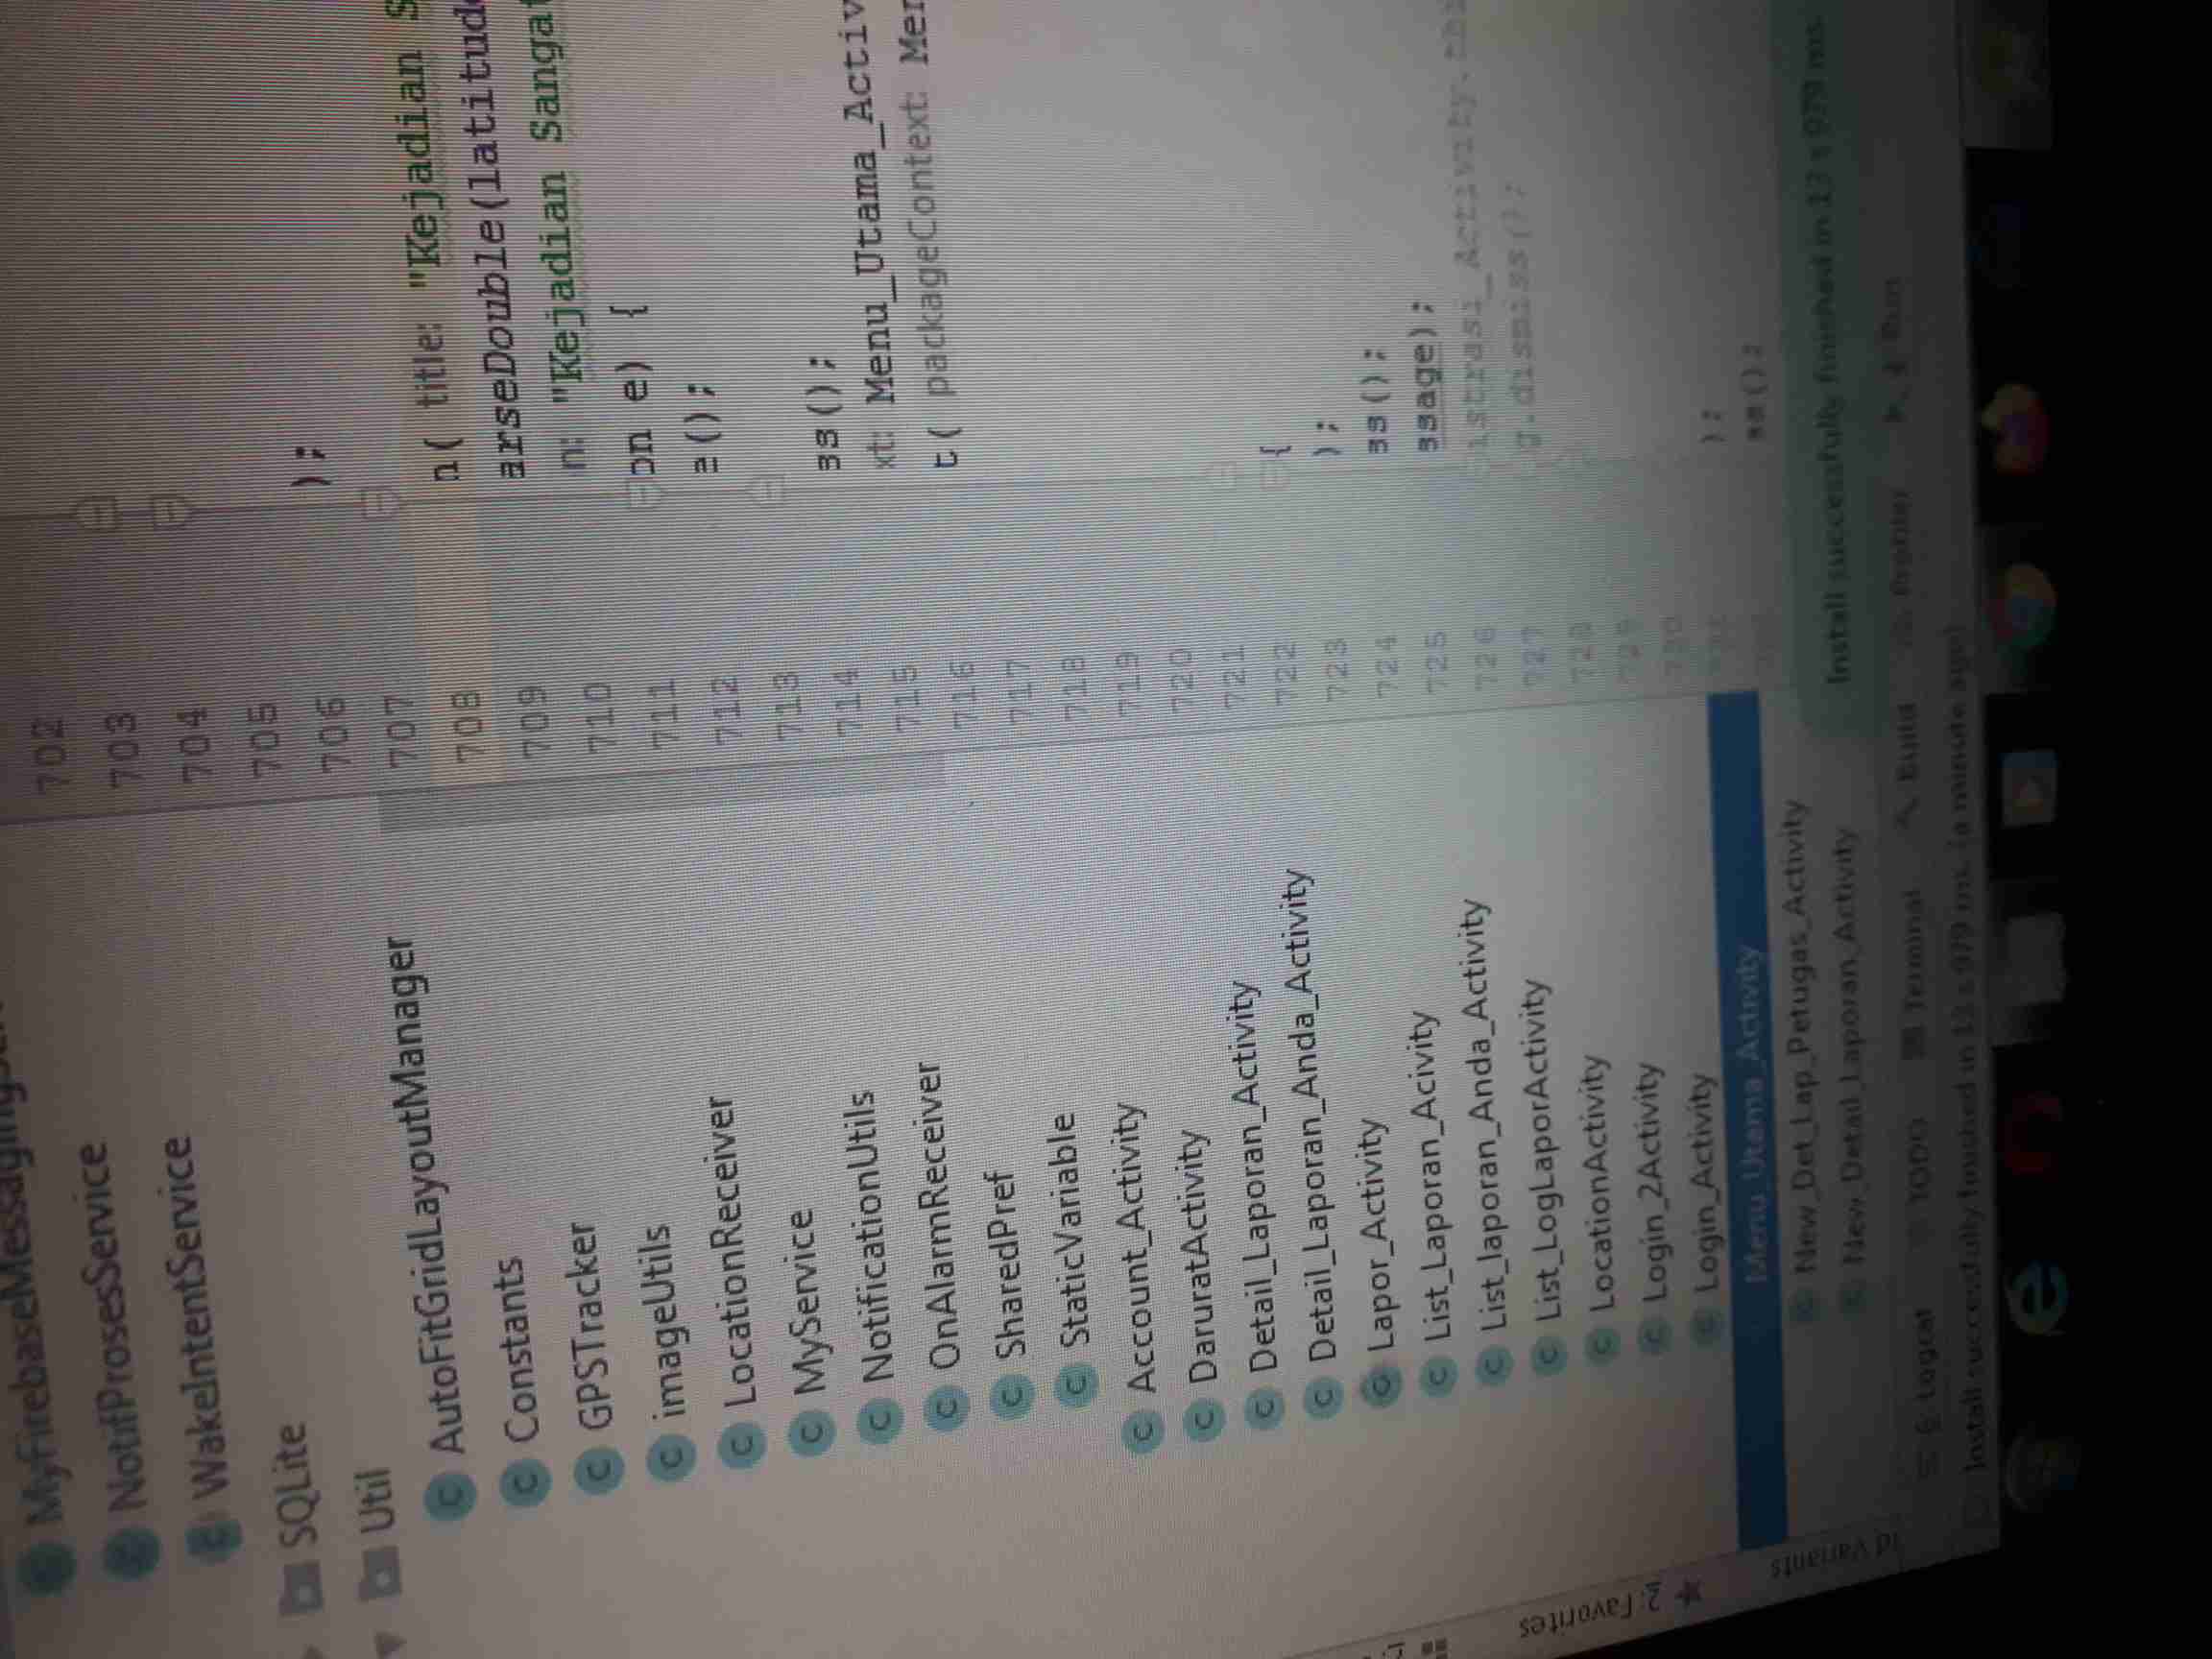 MyFirebaseMessagingSer
NotifProsesService
WakeIntentService
SQLite
Util
AutoFitGridLayoutManager
Constants
GPSTracker
imageUtils
LocationReceiver
MyService
NotificationUtils
OnAlarmReceiver
SharedPref
StaticVariable
Account_Activity
DaruratActivity
Detail_Laporan_Activity
Detail_Laporan_Anda_Activity
Lapor_Activity
List_Laporan_Acivity
List_laporan_Anda_Activity
List_LogLaporActivity
LocationActivity
Login_2Activity
Login_Activity
Menu_Utama_Activity
New_Det_Lap_Petugas_Activity
New_Detail_Laporan_Activity
702
703
704
705
706 );
707
708 n( title: "Kejadian S
709 arseDouble(latitude
710 n: "Kejadian Sangat
711 on e) {
712 e();
713
714 ss();
715 xt: Menu_Utama_Activ
716 t( packageContext: Men
717
718
719
720
721
722 {
723 );
724 ss();
725 ssage);
726 istrasi_Activity.thi
727 g.dismiss();
728
729
730 );
ss();
2: Favorites
ld Variants
Install successfully finished in 13 s 979 ms.
6: Logcat
TODO
Terminal
Build
Profiler
4: Run
Install successfully finished in 13 s 979 ms. (a minute ago)